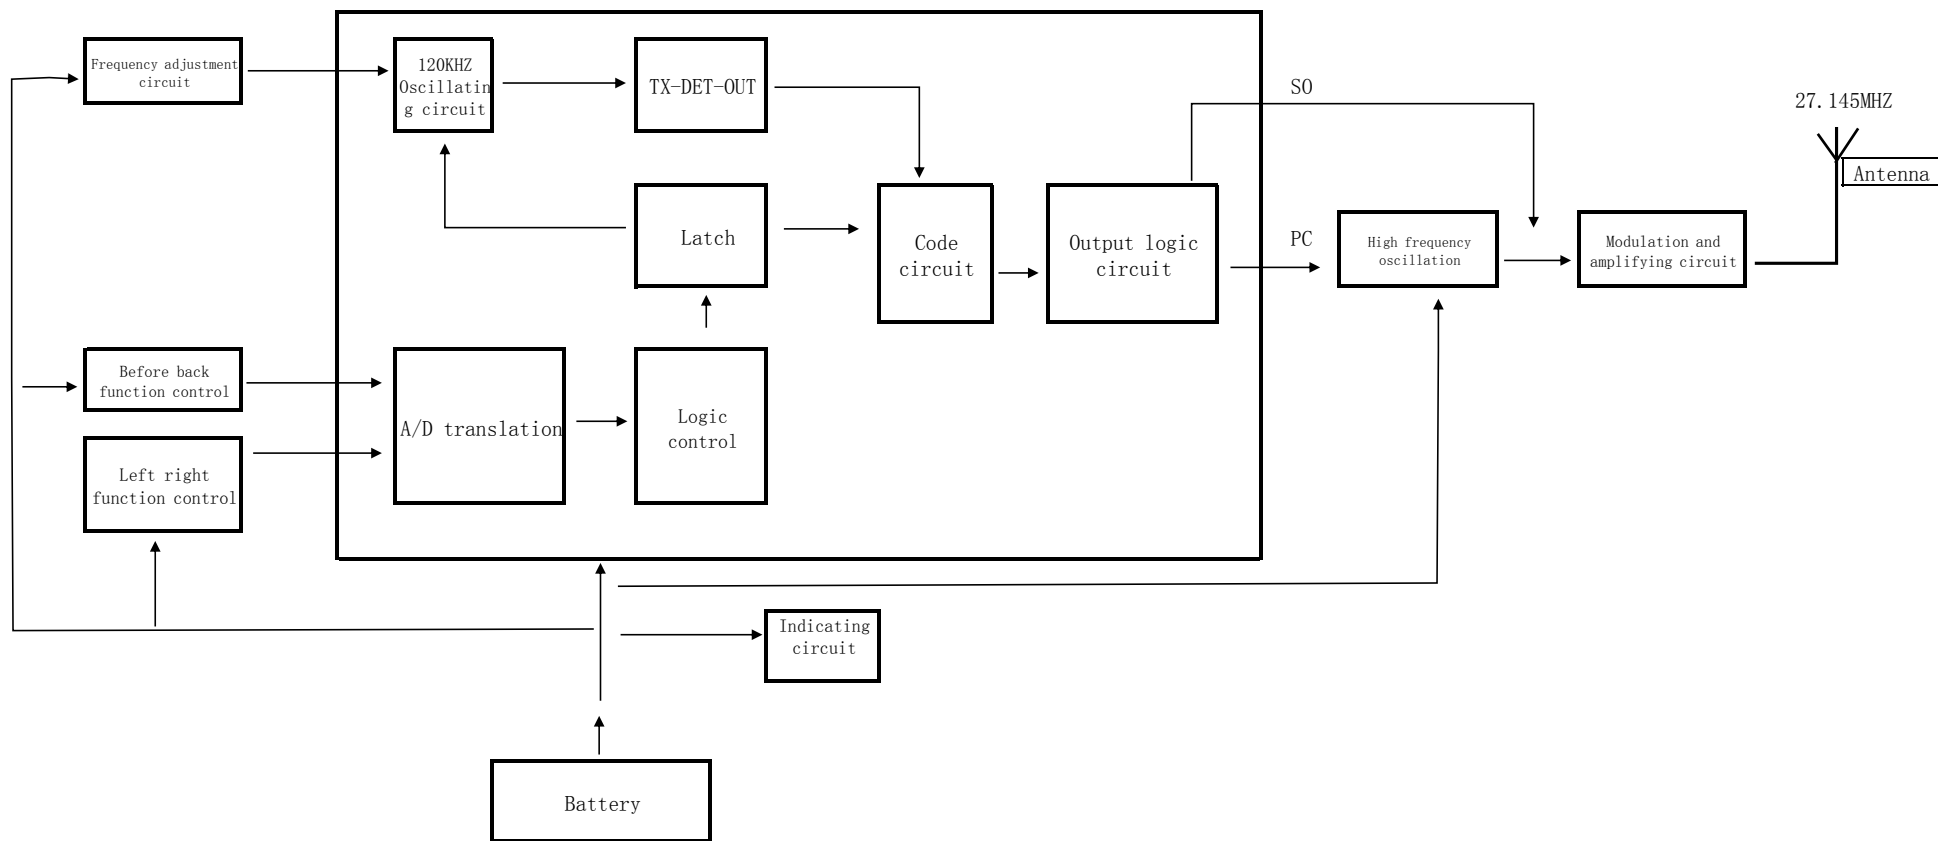 Frequency adjustment
circuit
120KHZ
Oscillatin
g circuit
TX-DET-OUT
SO
27.145MHZ
Antenna
Latch
Code
circuit
Output logic
circuit
PC
High frequency
oscillation
Modulation and
amplifying circuit
Before back
function control
A/D translation
Logic
control
Left right
function control
Indicating
circuit
Battery